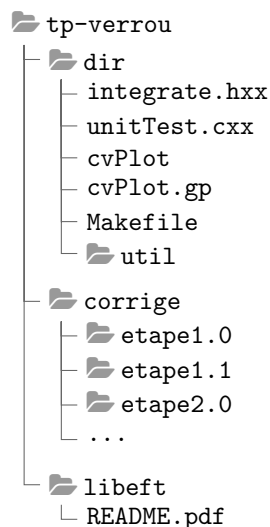 tp-verrou
dir
integrate.hxx
unitTest.cxx
cvPlot
cvPlot.gp
Makefile
util
corrige
etape1.0
etape1.1
etape2.0
...
libeft
README.pdf